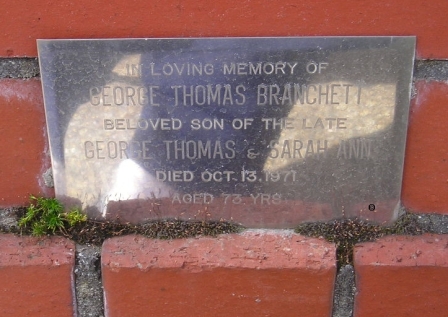 IN LOVING MEMORY OF
GEORGE THOMAS BRANCHETT
BELOVED SON OF THE LATE
GEORGE THOMAS & SARAH ANN
DIED OCT. 13. 1971
AGED 73 YRS